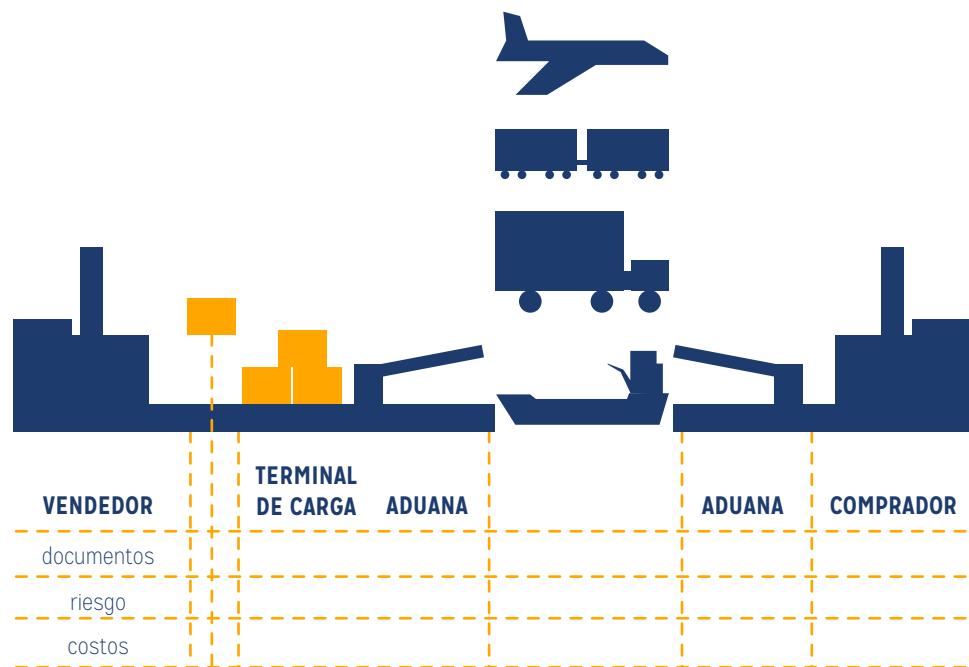 VENDEDOR
TERMINAL
DE CARGA
ADUANA
ADUANA
COMPRADOR
documentos
riesgo
costos